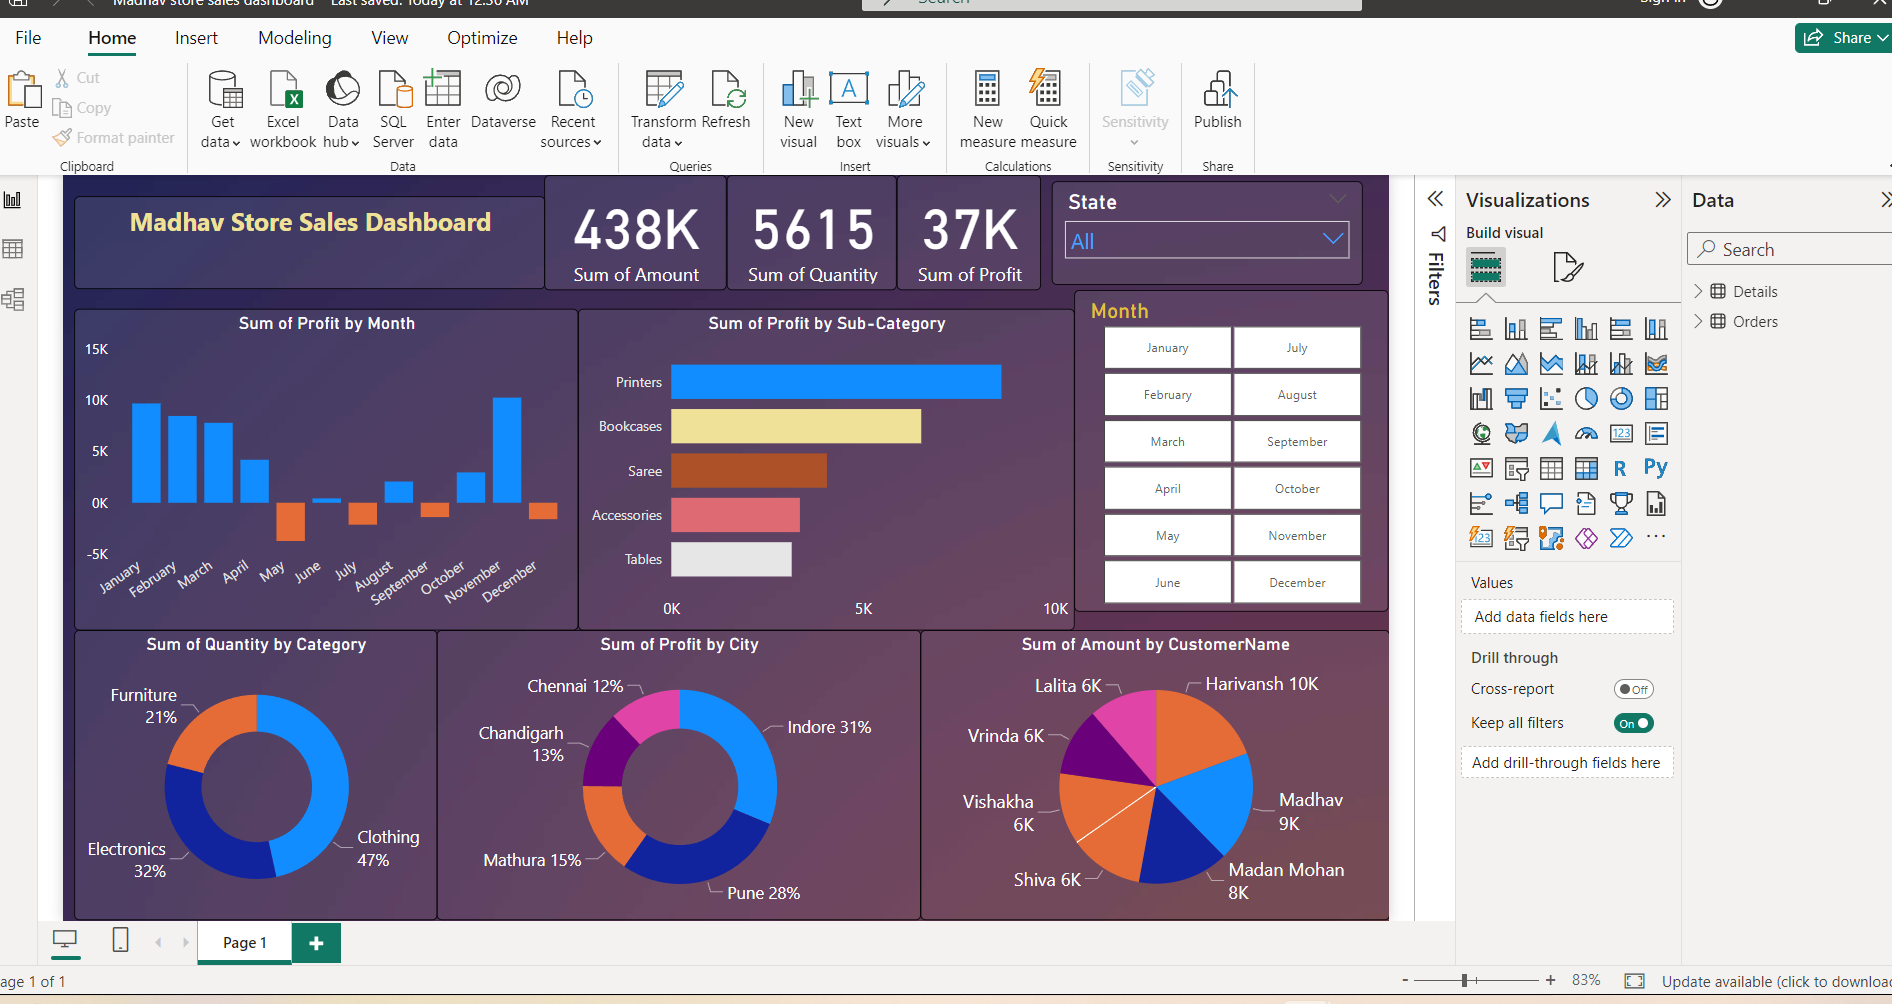 Madhav store sales dashboard    Last saved: Today at 12:50 AM
Search
Sign in
File
Home
Insert
Modeling
View
Optimize
Help
Share
Paste
Cut
Copy
Format painter
Clipboard
Get data
Excel workbook
Data hub
SQL Server
Enter data
Dataverse
Recent sources
Data
Transform data
Refresh
Queries
New visual
Text box
More visuals
Insert
New measure
Quick measure
Calculations
Sensitivity
Sensitivity
Publish
Share
Madhav Store Sales Dashboard
438K
Sum of Amount
5615
Sum of Quantity
37K
Sum of Profit
State
All
Sum of Profit by Month
15K
10K
5K
0K
-5K
January
February
March
April
May
June
July
August
September
October
November
December
Sum of Profit by Sub-Category
Printers
Bookcases
Saree
Accessories
Tables
0K
5K
10K
Month
January
July
February
August
March
September
April
October
May
November
June
December
Sum of Quantity by Category
Furniture
21%
Electronics
32%
Clothing
47%
Sum of Profit by City
Chennai 12%
Chandigarh
13%
Mathura 15%
Pune 28%
Indore 31%
Sum of Amount by CustomerName
Lalita 6K
Harivansh 10K
Vrinda 6K
Vishakha
6K
Shiva 6K
Madhav
9K
Madan Mohan
8K
Filters
Visualizations
Build visual
123
R
Py
123
Values
Add data fields here
Drill through
Cross-report
Off
Keep all filters
On
Add drill-through fields here
Data
Search
Details
Orders
Page 1
+
age 1 of 1
-
+
83%
Update available (click to download